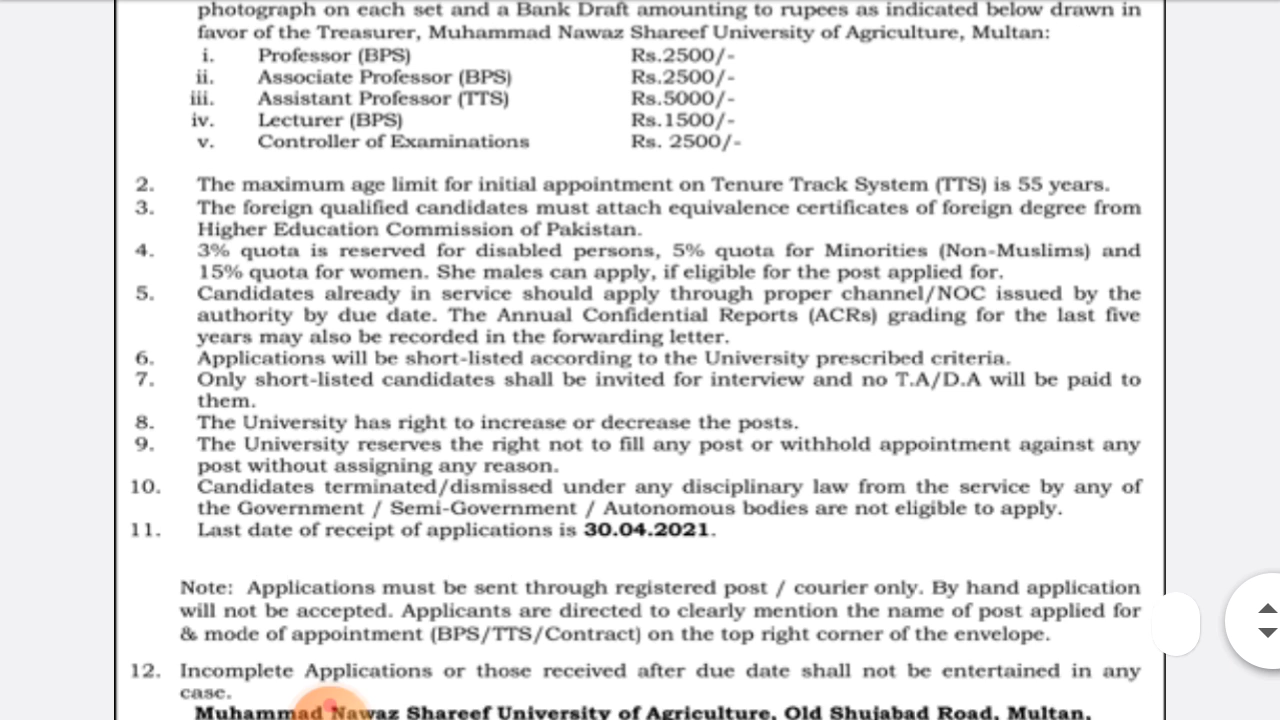 photograph on each set and a Bank Draft amounting to rupees as indicated below drawn in
favor of the Treasurer, Muhammad Nawaz Shareef University of Agriculture, Multan:
i. Professor (BPS) Rs.2500/-
ii. Associate Professor (BPS) Rs.2500/-
iii. Assistant Professor (TTS) Rs.5000/-
iv. Lecturer (BPS) Rs.1500/-
v. Controller of Examinations Rs. 2500/-
2. The maximum age limit for initial appointment on Tenure Track System (TTS) is 55 years.
3. The foreign qualified candidates must attach equivalence certificates of foreign degree from
Higher Education Commission of Pakistan.
4. 3% quota is reserved for disabled persons, 5% quota for Minorities (Non-Muslims) and
15% quota for women. She males can apply, if eligible for the post applied for.
5. Candidates already in service should apply through proper channel/NOC issued by the
authority by due date. The Annual Confidential Reports (ACRs) grading for the last five
years may also be recorded in the forwarding letter.
6. Applications will be short-listed according to the University prescribed criteria.
7. Only short-listed candidates shall be invited for interview and no T.A/D.A will be paid to
them.
8. The University has right to increase or decrease the posts.
9. The University reserves the right not to fill any post or withhold appointment against any
post without assigning any reason.
10. Candidates terminated/dismissed under any disciplinary law from the service by any of
the Government / Semi-Government / Autonomous bodies are not eligible to apply.
11. Last date of receipt of applications is 30.04.2021.
Note: Applications must be sent through registered post / courier only. By hand application
will not be accepted. Applicants are directed to clearly mention the name of post applied for
& mode of appointment (BPS/TTS/Contract) on the top right corner of the envelope.
12. Incomplete Applications or those received after due date shall not be entertained in any
case.
Muhammad Nawaz Shareef University of Agriculture, Old Shujabad Road, Multan,